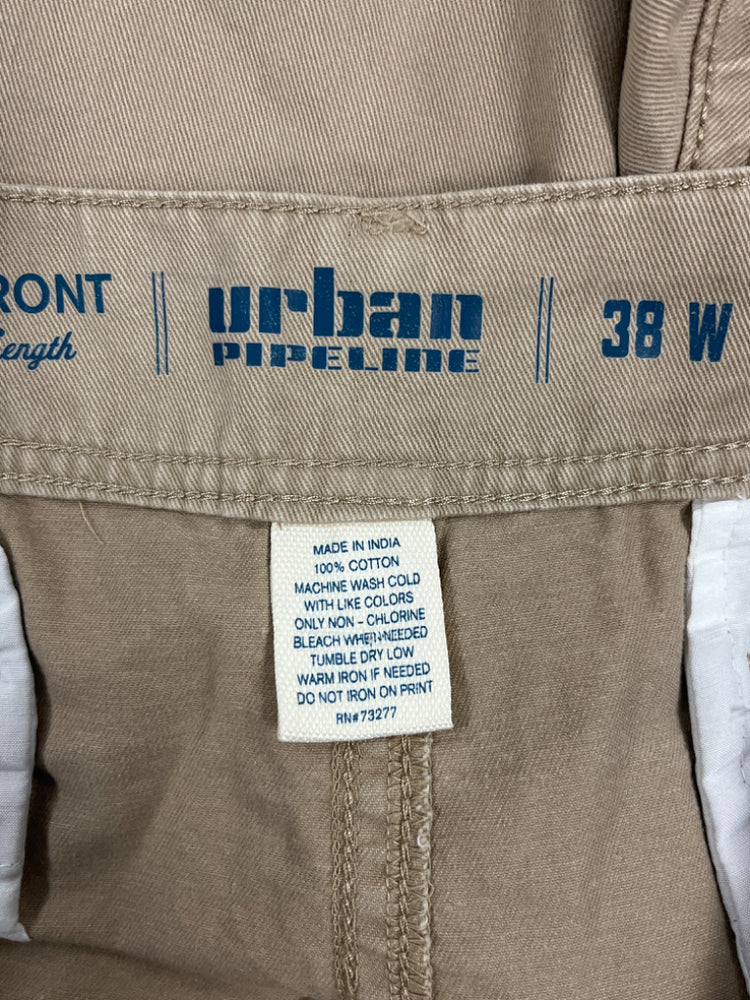 RONT
Length
urban
PIPELINE
38 W
MADE IN INDIA
100% COTTON
MACHINE WASH COLD
WITH LIKE COLORS
ONLY NON - CHLORINE
BLEACH WHEN NEEDED
TUMBLE DRY LOW
WARM IRON IF NEEDED
DO NOT IRON ON PRINT
RN#73277